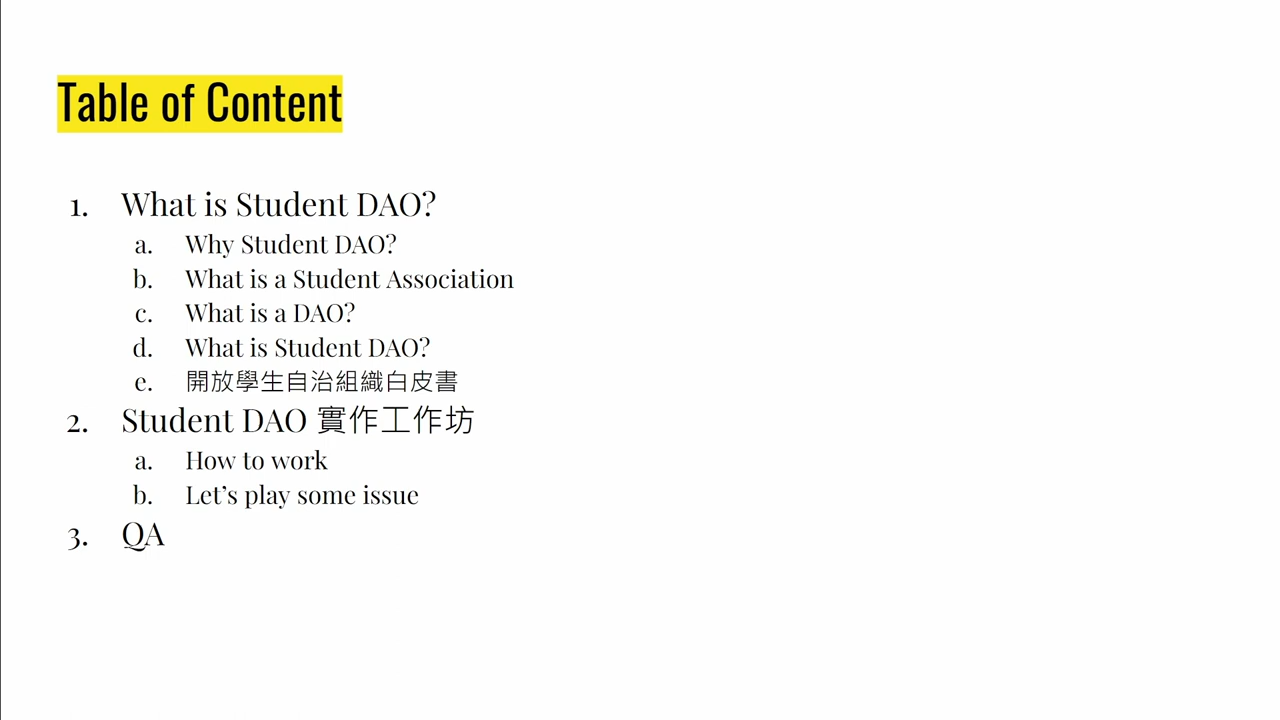 Table of Content
1. What is Student DAO?
a. Why Student DAO?
b. What is a Student Association
c. What is a DAO?
d. What is Student DAO?
e. 開放學生自治組織白皮書
2. Student DAO 實作工作坊
a. How to work
b. Let’s play some issue
3. QA